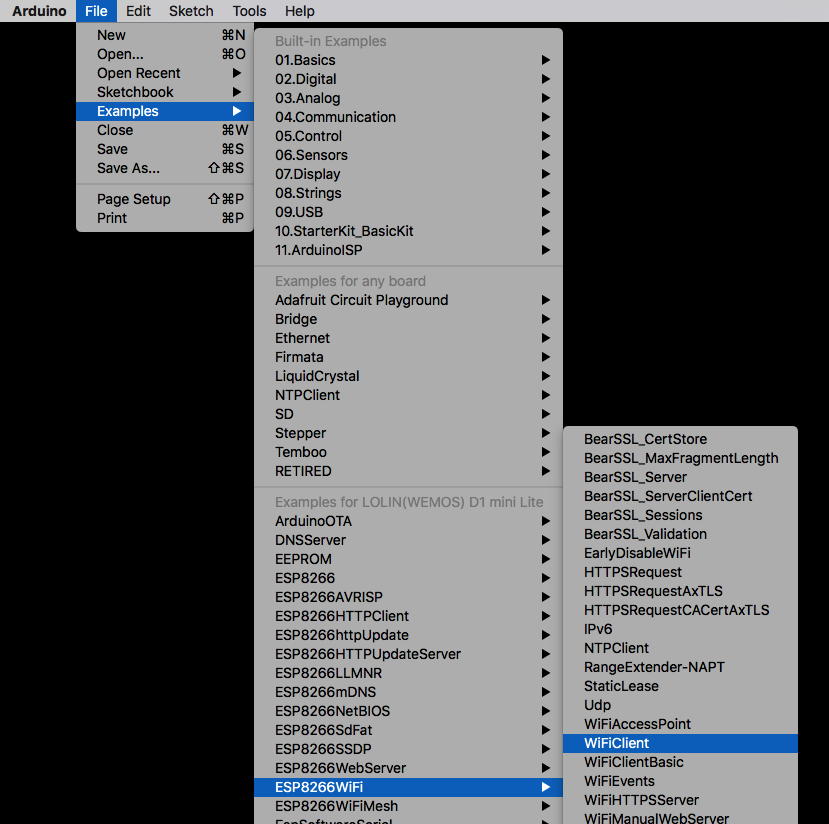 Arduino File Edit Sketch Tools Help
New ⌘N
Open... ⌘O
Open Recent
Sketchbook
Examples
Close ⌘W
Save ⌘S
Save As... ⇧⌘S
Page Setup ⇧⌘P
Print ⌘P
Built-in Examples
01.Basics
02.Digital
03.Analog
04.Communication
05.Control
06.Sensors
07.Display
08.Strings
09.USB
10.StarterKit_BasicKit
11.ArduinoISP
Examples for any board
Adafruit Circuit Playground
Bridge
Ethernet
Firmata
LiquidCrystal
NTPClient
SD
Stepper
Temboo
RETIRED
Examples for LOLIN(WEMOS) D1 mini Lite
ArduinoOTA
DNSServer
EEPROM
ESP8266
ESP8266AVRISP
ESP8266HTTPClient
ESP8266httpUpdate
ESP8266HTTPUpdateServer
ESP8266LLMNR
ESP8266mDNS
ESP8266NetBIOS
ESP8266SdFat
ESP8266SSDP
ESP8266WebServer
ESP8266WiFi
ESP8266WiFiMesh
EspSoftwareSerial
BearSSL_CertStore
BearSSL_MaxFragmentLength
BearSSL_Server
BearSSL_ServerClientCert
BearSSL_Sessions
BearSSL_Validation
EarlyDisableWiFi
HTTPSRequest
HTTPSRequestAxTLS
HTTPSRequestCACertAxTLS
IPv6
NTPClient
RangeExtender-NAPT
StaticLease
Udp
WiFiAccessPoint
WiFiClient
WiFiClientBasic
WiFiEvents
WiFiHTTPSServer
WiFiManualWebServer